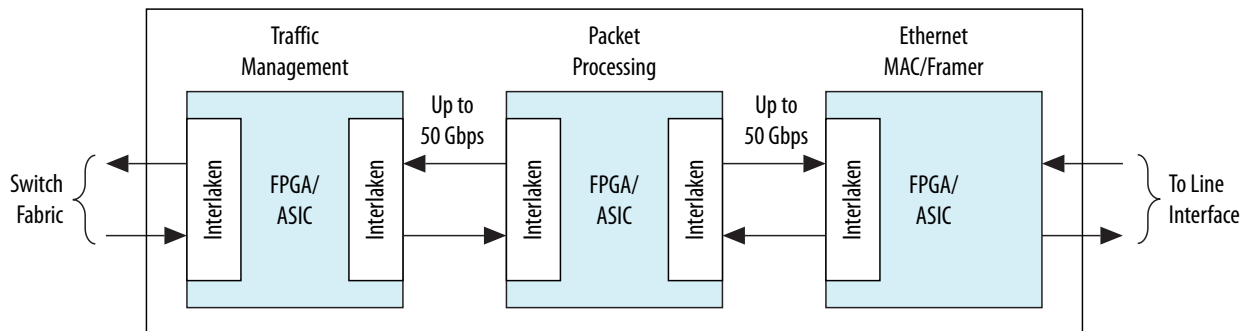 Traffic
Management
Packet
Processing
Ethernet
MAC/Framer
Up to
50 Gbps
Up to
50 Gbps
Switch
Fabric
Interlaken
FPGA/
ASIC
Interlaken
Interlaken
FPGA/
ASIC
Interlaken
Interlaken
FPGA/
ASIC
To Line
Interface